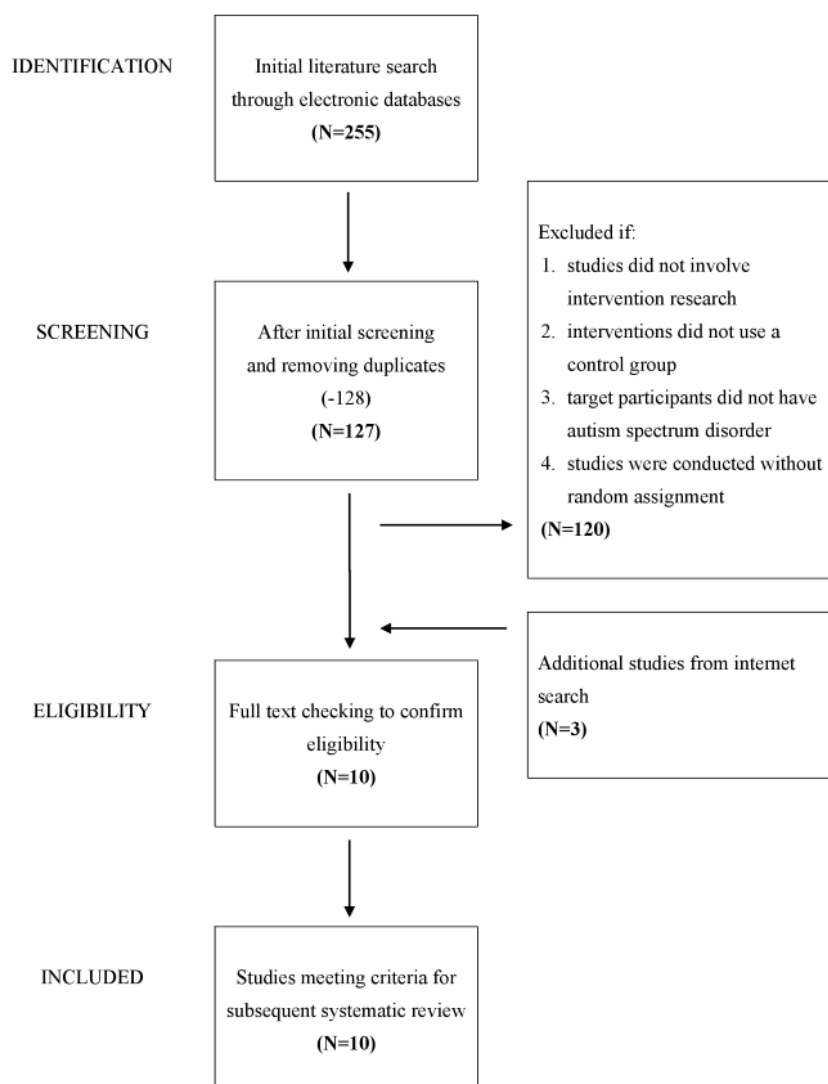 IDENTIFICATION
Initial literature search
through electronic databases
(N=255)
SCREENING
After initial screening
and removing duplicates
(-128)
(N=127)
Excluded if:
1. studies did not involve
intervention research
2. interventions did not use a
control group
3. target participants did not have
autism spectrum disorder
4. studies were conducted without
random assignment
(N=120)
Additional studies from internet
search
(N=3)
ELIGIBILITY
Full text checking to confirm
eligibility
(N=10)
INCLUDED
Studies meeting criteria for
subsequent systematic review
(N=10)